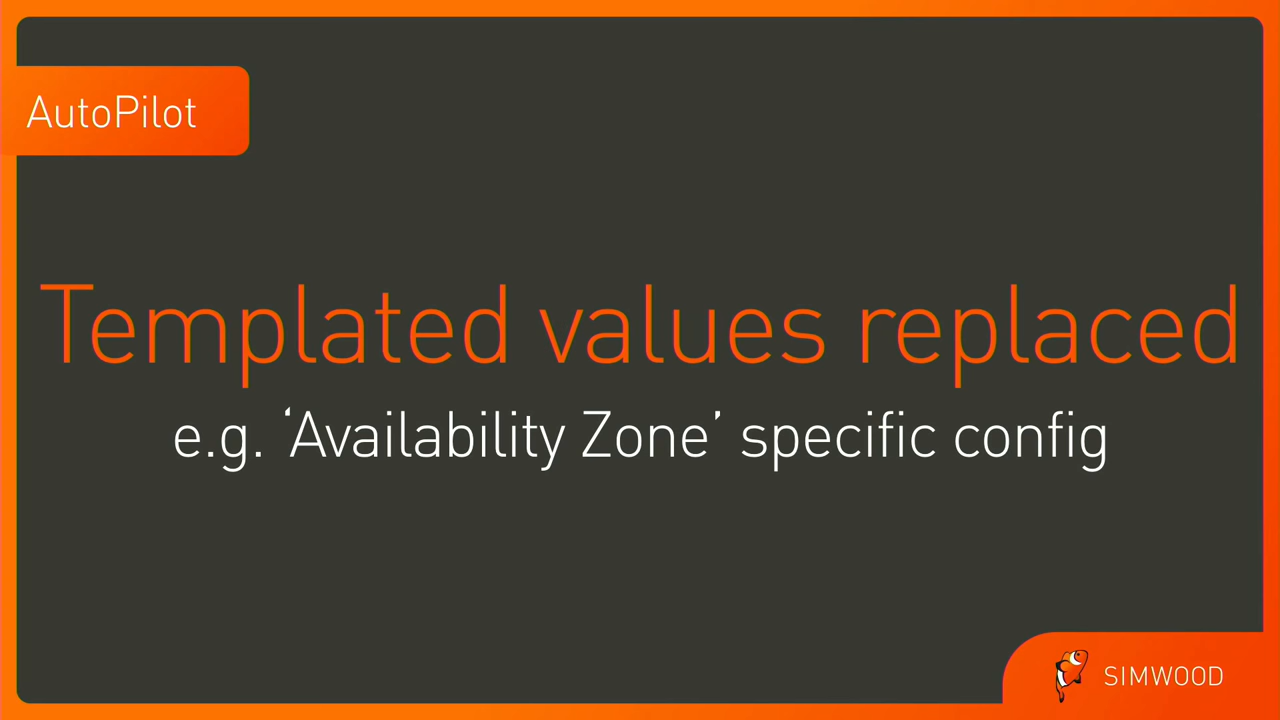 AutoPilot
Templated values replaced
e.g. ‘Availability Zone’ specific config
SIMWOOD